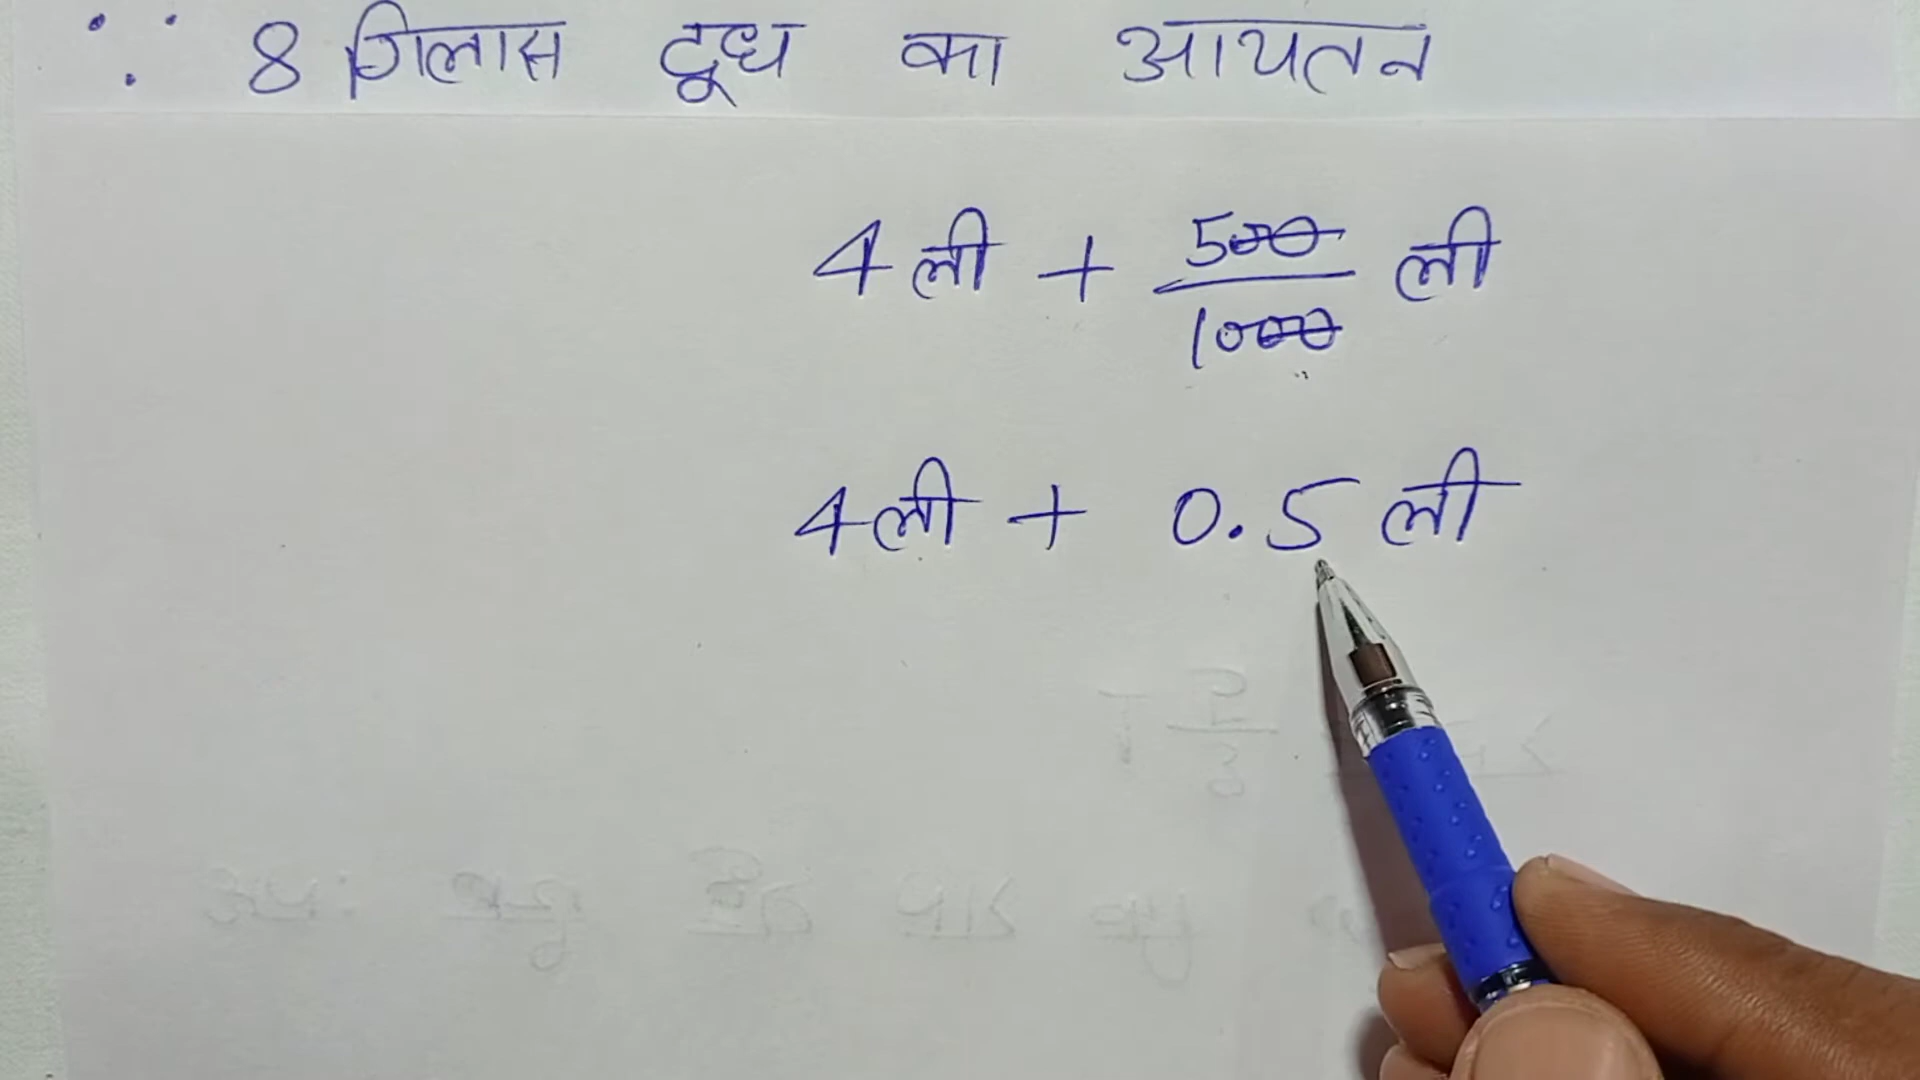 ∵ 8 गिलास दूध का आयतन
4 ली + 500/1000 ली
4 ली + 0.5 ली